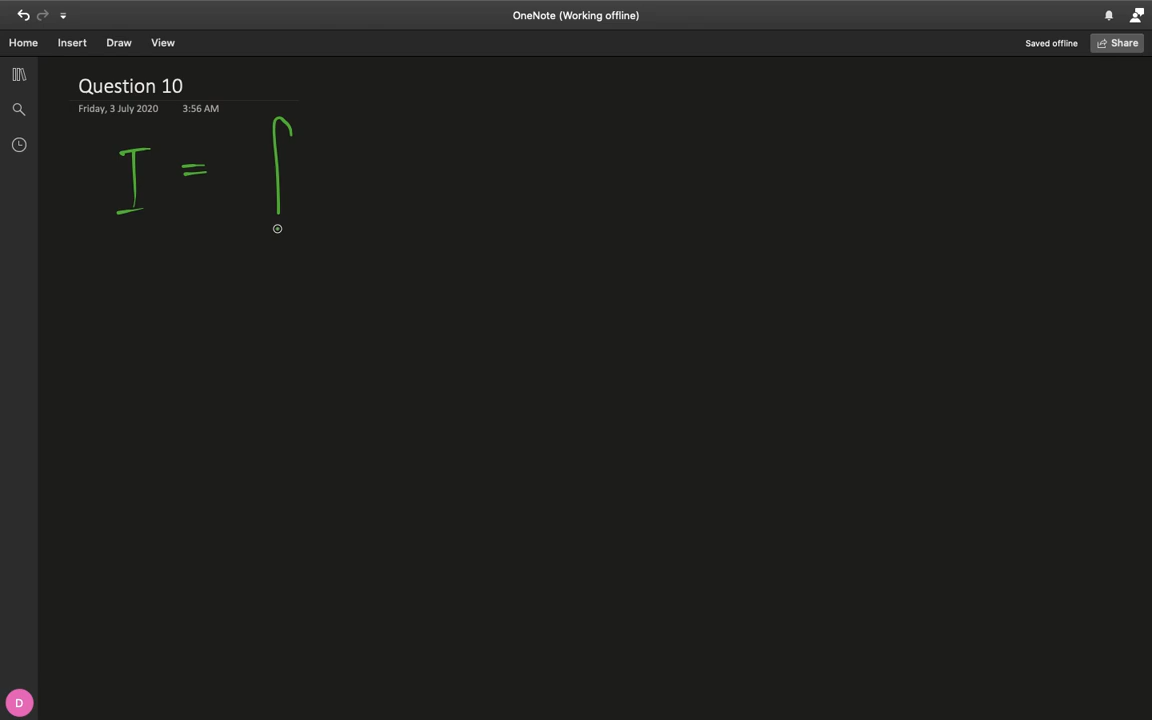 OneNote (Working offline)
Home Insert Draw View
Saved offline Share
Question 10
Friday, 3 July 2020 3:56 AM
I = ∫
D